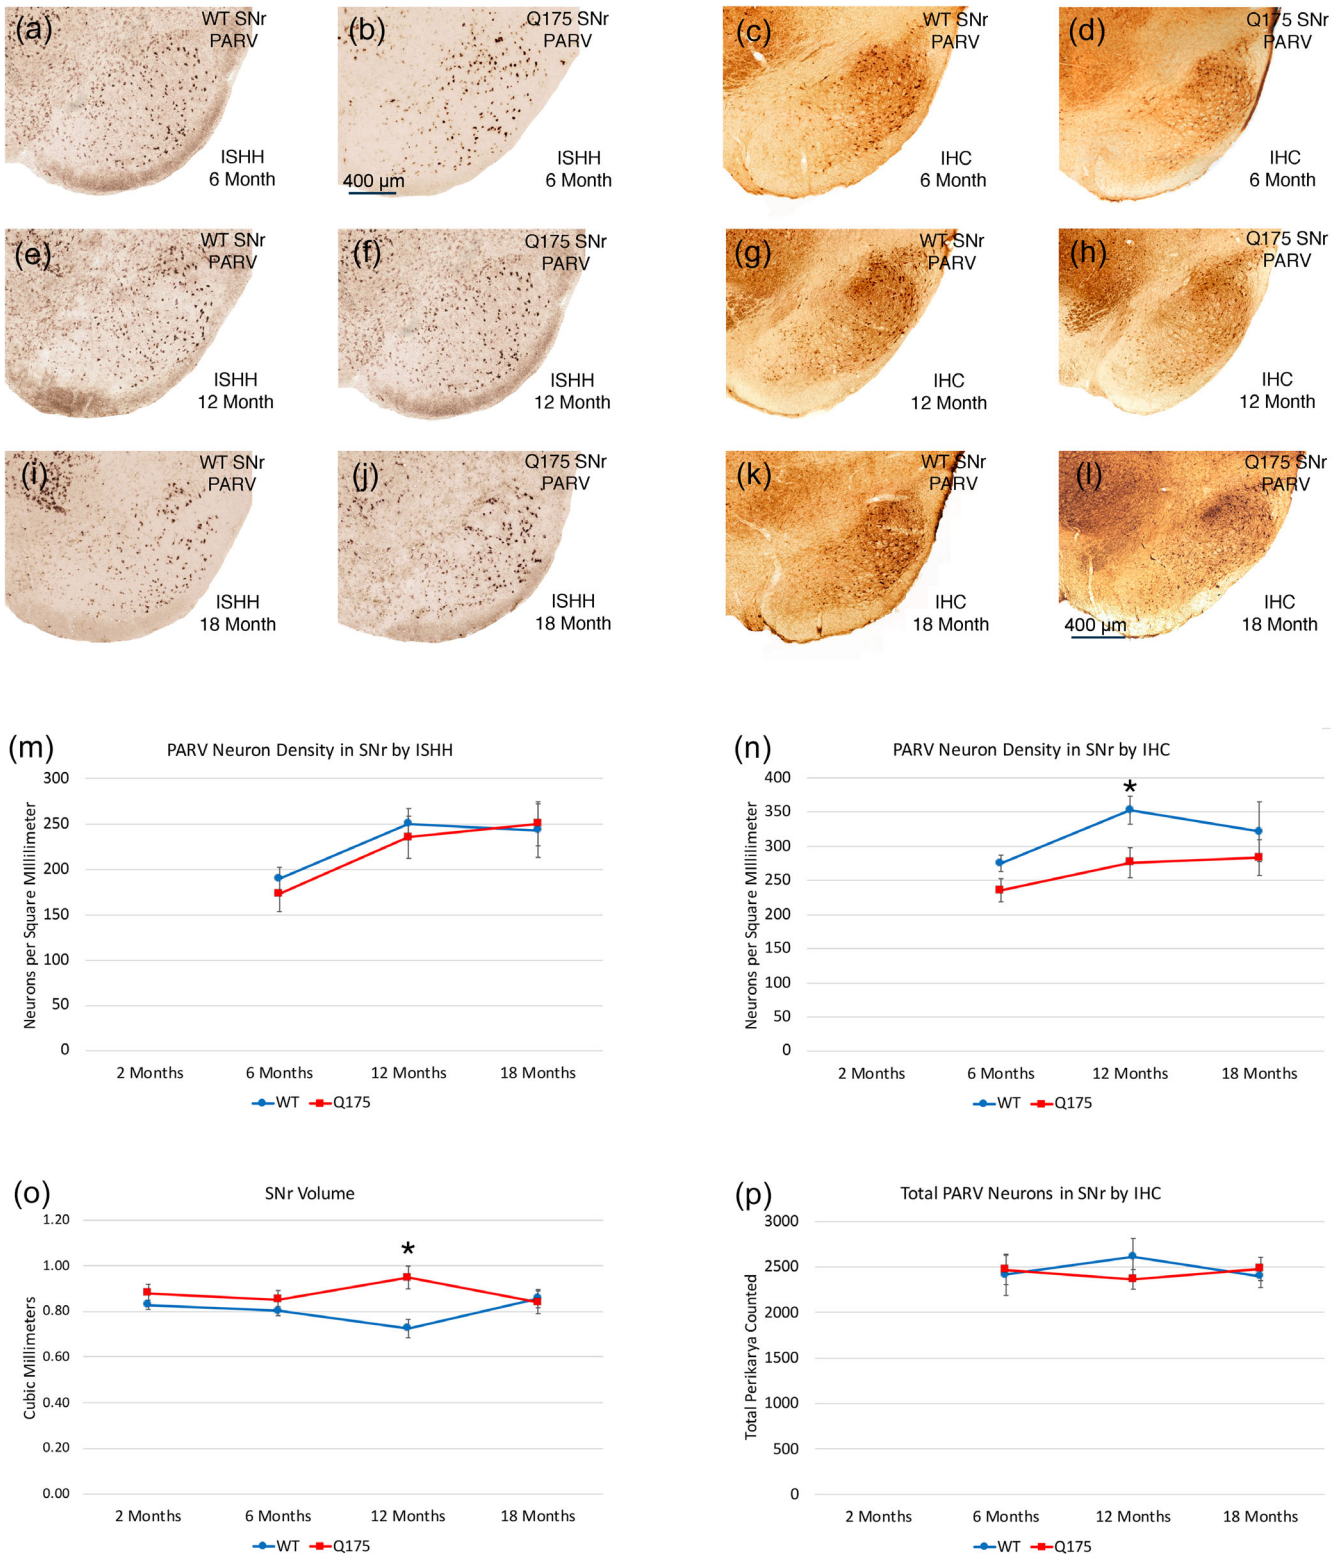 (a)
WT SNr
PARV
ISHH
6 Month
(b)
Q175 SNr
PARV
400 µm
ISHH
6 Month
(c)
WT SNr
PARV
IHC
6 Month
(d)
Q175 SNr
PARV
IHC
6 Month
(e)
WT SNr
PARV
ISHH
12 Month
(f)
Q175 SNr
PARV
ISHH
12 Month
(g)
WT SNr
PARV
IHC
12 Month
(h)
Q175 SNr
PARV
IHC
12 Month
(i)
WT SNr
PARV
ISHH
18 Month
(j)
Q175 SNr
PARV
ISHH
18 Month
(k)
WT SNr
PARV
IHC
18 Month
(l)
Q175 SNr
PARV
400 µm
IHC
18 Month
(m)
PARV Neuron Density in SNr by ISHH
Neurons per Square MIllilimeter
300
250
200
150
100
50
0
2 Months 6 Months 12 Months 18 Months
WT Q175
(n)
PARV Neuron Density in SNr by IHC
Neurons per Square MIllilimeter
400
350
300
250
200
150
100
50
0
*
2 Months 6 Months 12 Months 18 Months
WT Q175
(o)
SNr Volume
Cubic Millimeters
1.20
1.00
0.80
0.60
0.40
0.20
0.00
*
2 Months 6 Months 12 Months 18 Months
WT Q175
(p)
Total PARV Neurons in SNr by IHC
Total Perikarya Counted
3000
2500
2000
1500
1000
500
0
2 Months 6 Months 12 Months 18 Months
WT Q175